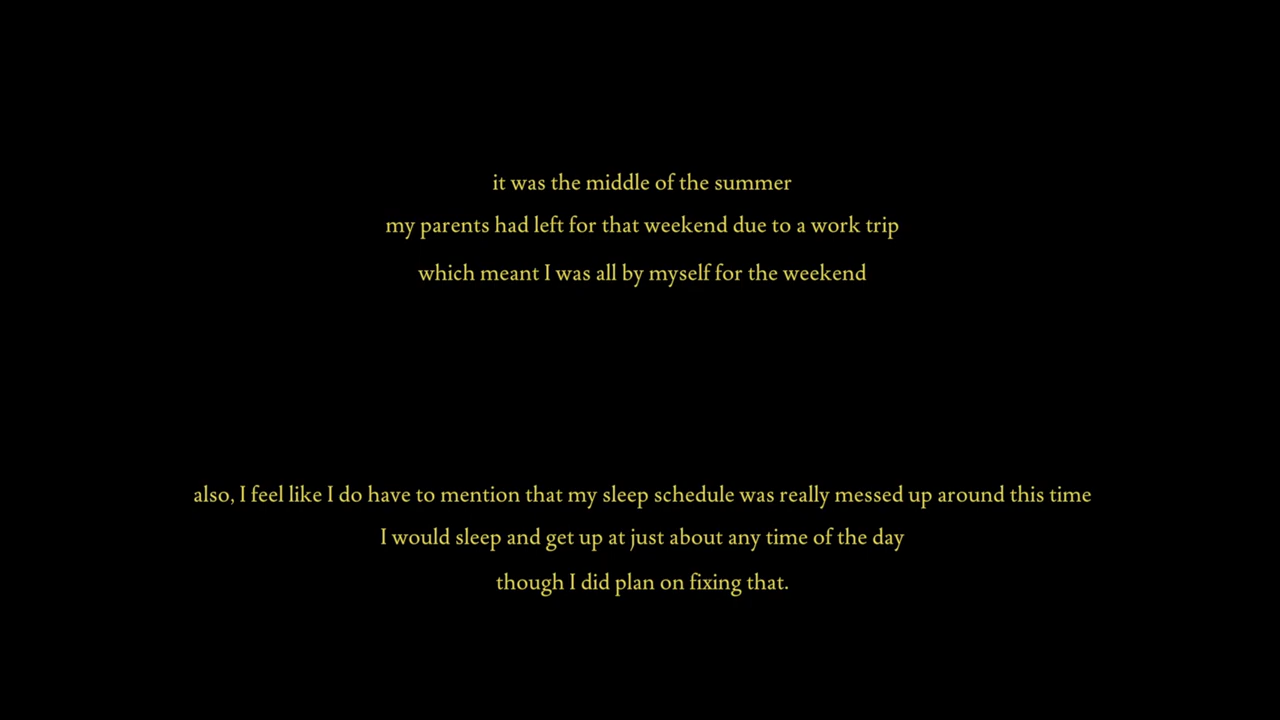 it was the middle of the summer
my parents had left for that weekend due to a work trip
which meant I was all by myself for the weekend
also, I feel like I do have to mention that my sleep schedule was really messed up around this time
I would sleep and get up at just about any time of the day
though I did plan on fixing that.